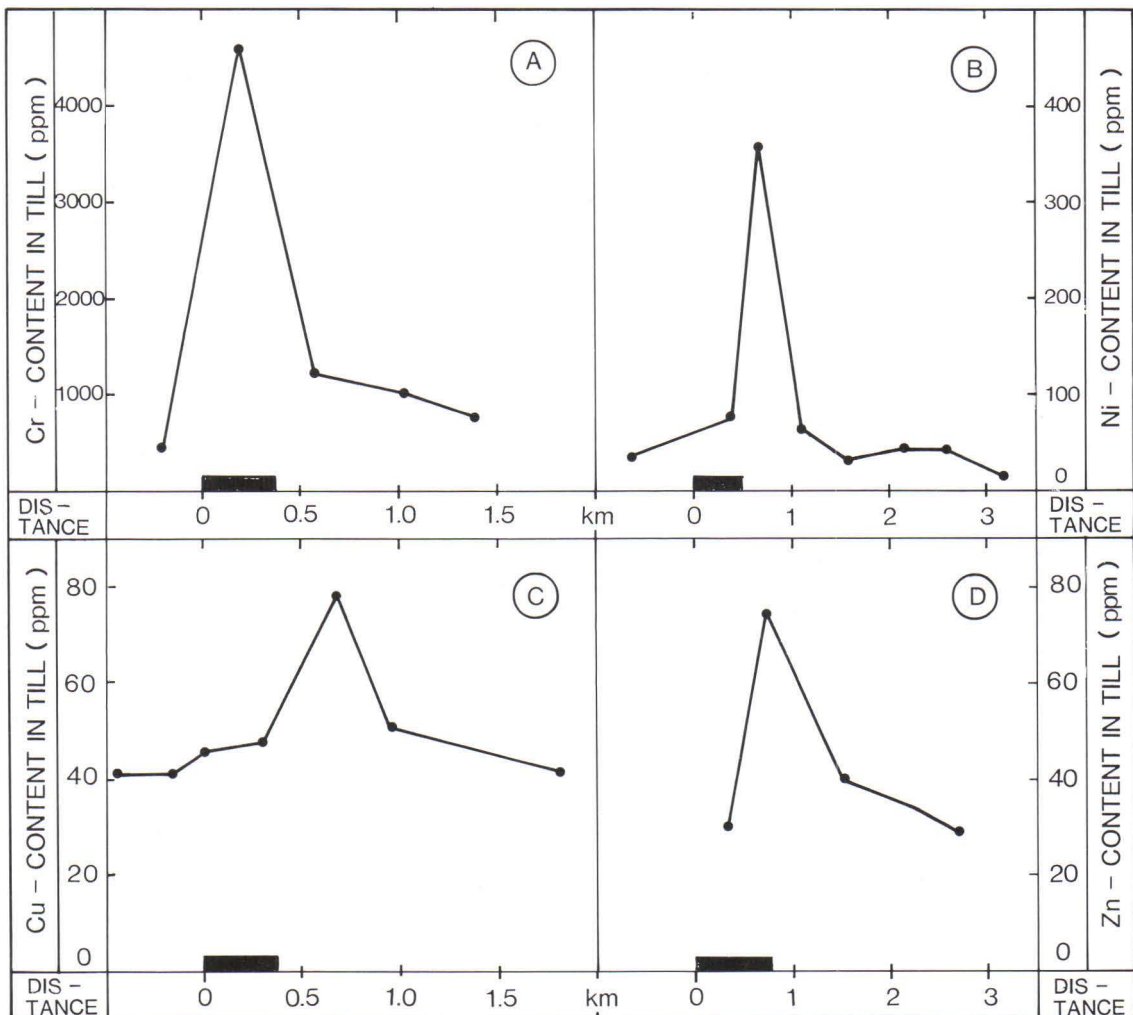 Cr – CONTENT IN TILL ( ppm )
4000
3000
2000
1000
A
B
400
300
200
100
0
Ni – CONTENT IN TILL ( ppm )
DIS –
TANCE
0 0.5 1.0 1.5 km 0 1 2 3
DIS –
TANCE
Cu – CONTENT IN TILL ( ppm )
80
60
40
20
0
C
D
80
60
40
20
0
Zn – CONTENT IN TILL ( ppm )
DIS –
TANCE
0 0.5 1.0 1.5 km 0 1 2 3
DIS –
TANCE